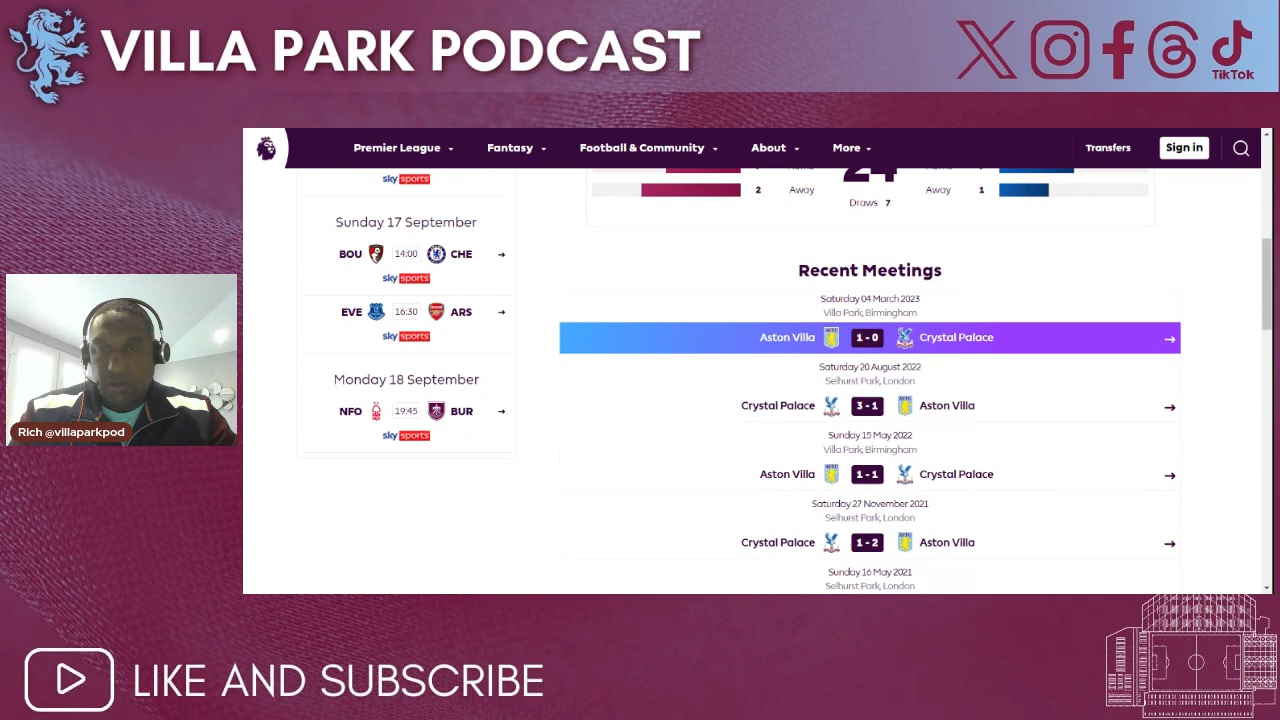 VILLA PARK PODCAST
TikTok
Premier League
Fantasy
Football & Community
About
More
Transfers
Sign in
sky sports
24
2 Away
Away 1
Draws 7
Sunday 17 September
BOU 14:00 CHE
sky sports
EVE 16:30 ARS
sky sports
Monday 18 September
NFO 19:45 BUR
sky sports
Recent Meetings
Saturday 04 March 2023
Villa Park, Birmingham
Aston Villa 1 - 0 Crystal Palace
Saturday 20 August 2022
Selhurst Park, London
Crystal Palace 3 - 1 Aston Villa
Sunday 15 May 2022
Villa Park, Birmingham
Aston Villa 1 - 1 Crystal Palace
Saturday 27 November 2021
Selhurst Park, London
Crystal Palace 1 - 2 Aston Villa
Sunday 16 May 2021
Selhurst Park, London
Rich @villaparkpod
LIKE AND SUBSCRIBE